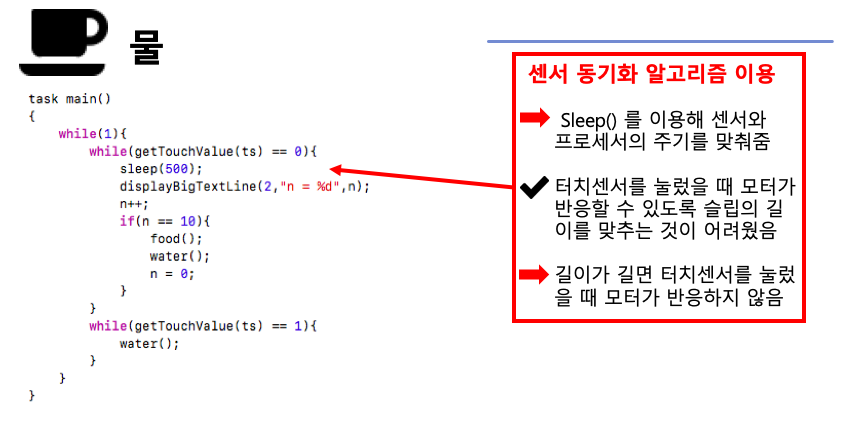 물
task main()
{
while(1){
while(getTouchValue(ts) == 0){
sleep(500);
displayBigTextLine(2,"n = %d",n);
n++;
if(n == 10){
food();
water();
n = 0;
}
}
while(getTouchValue(ts) == 1){
water();
}
}
}
센서 동기화 알고리즘 이용
Sleep() 를 이용해 센서와
프로세서의 주기를 맞춰줌
터치센서를 눌렀을 때 모터가
반응할 수 있도록 슬립의 길
이를 맞추는 것이 어려웠음
길이가 길면 터치센서를 눌렀
을 때 모터가 반응하지 않음